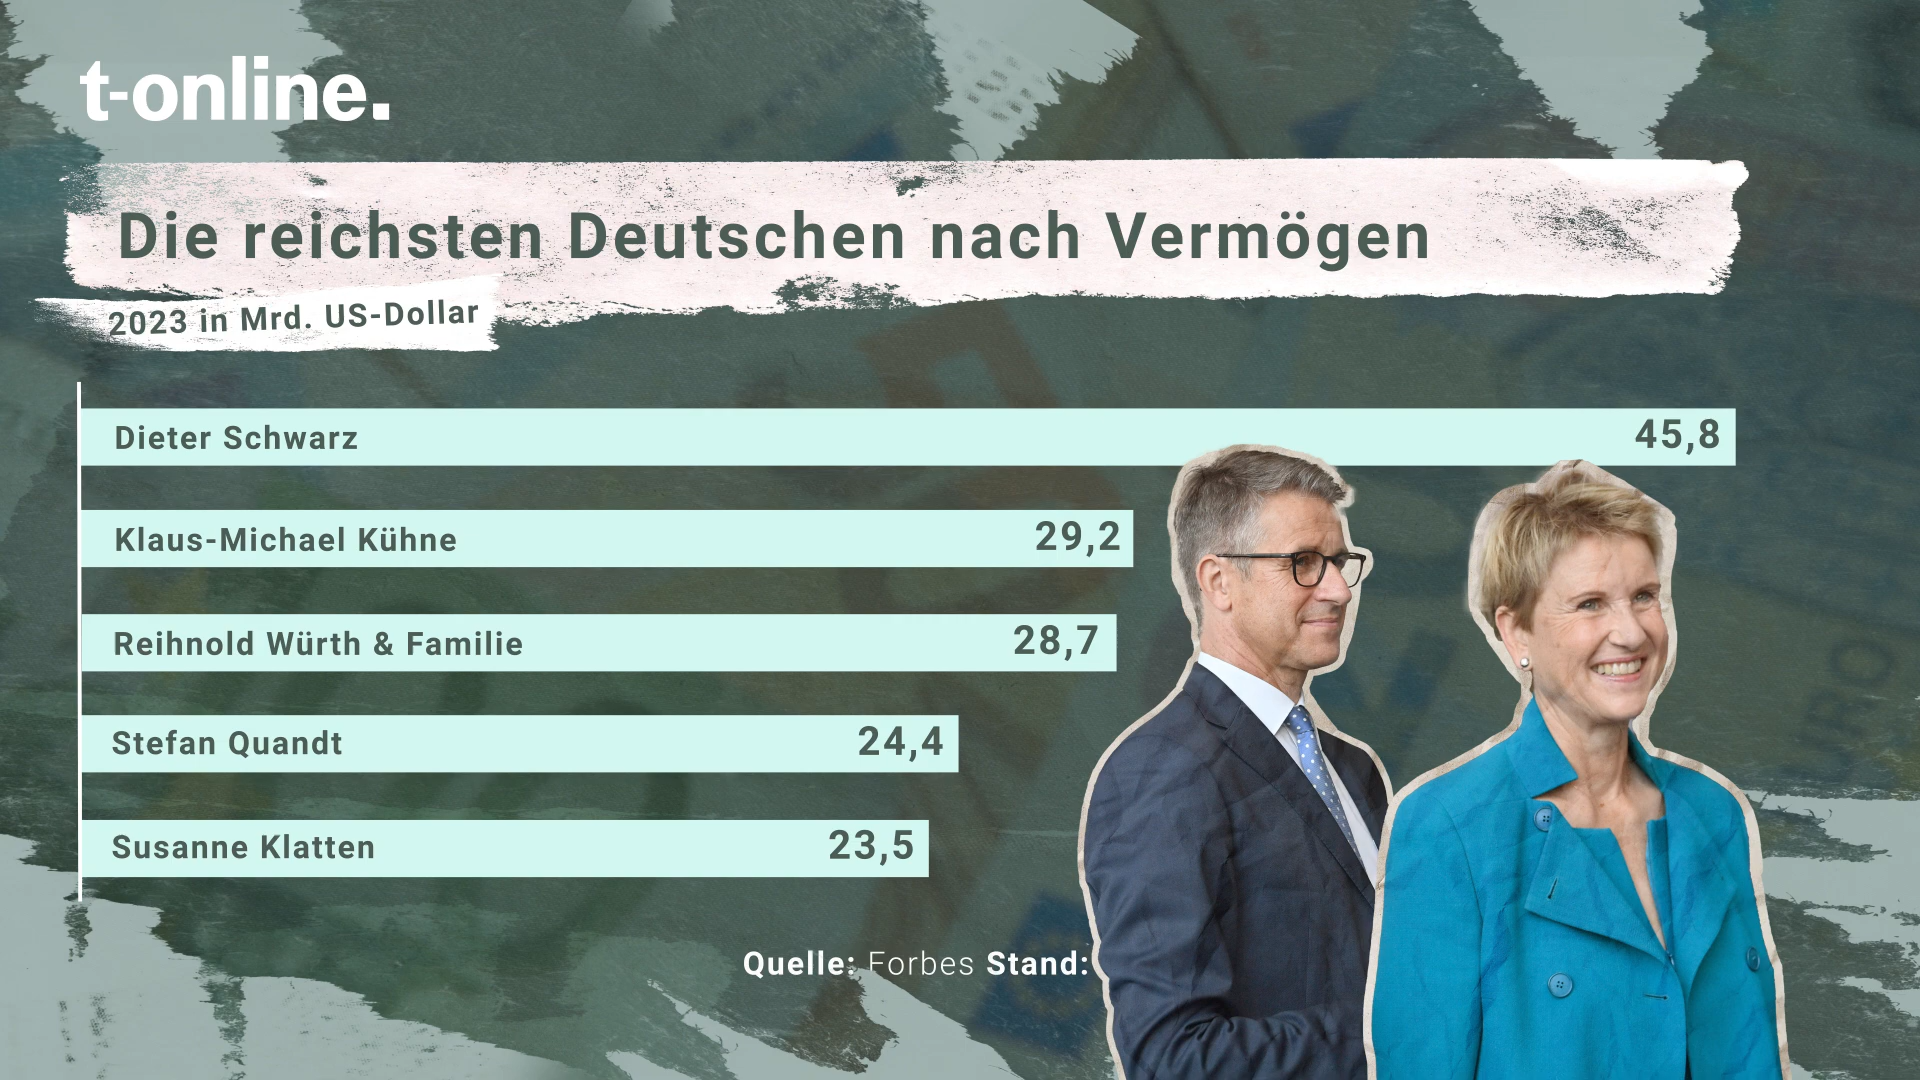 t-online.
Die reichsten Deutschen nach Vermögen
2023 in Mrd. US-Dollar
Dieter Schwarz 45,8
Klaus-Michael Kühne 29,2
Reihnold Würth & Familie 28,7
Stefan Quandt 24,4
Susanne Klatten 23,5
Quelle: Forbes Stand: